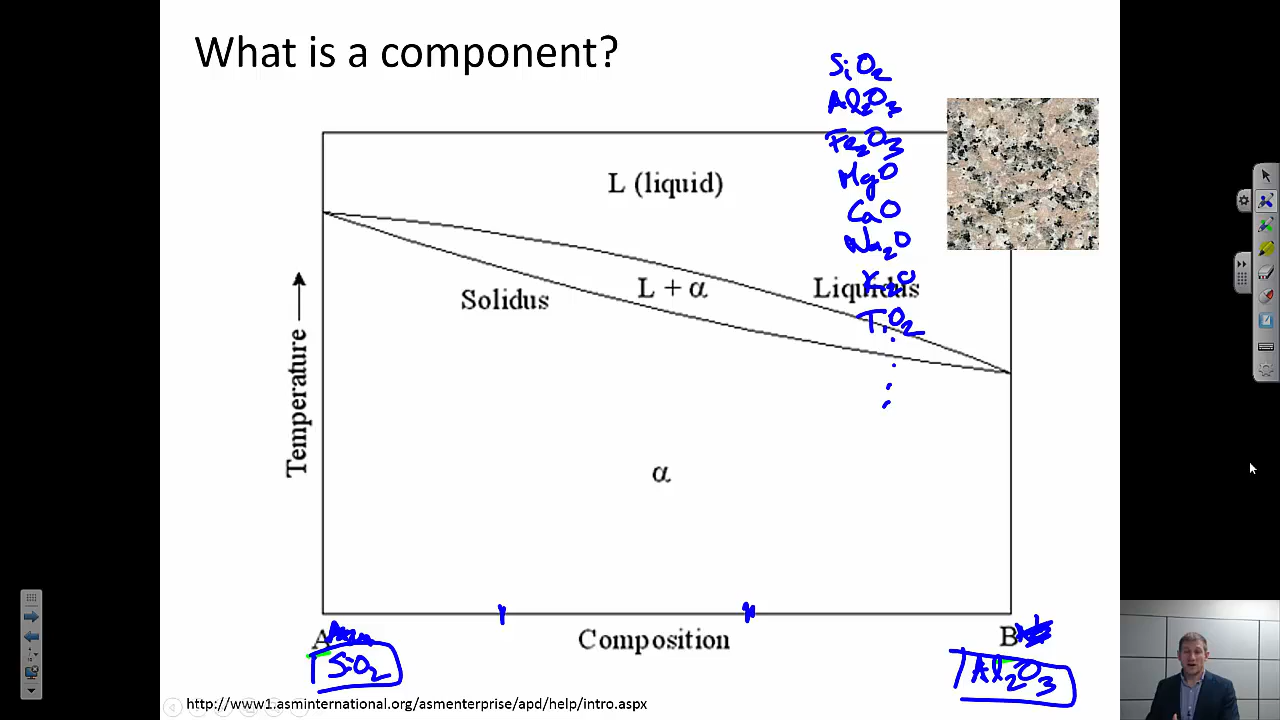 What is a component?
SiO2
Al2O3
Fe2O3
MgO
CaO
Na2O
K2O
TiO2
L (liquid)
Solidus
L + α
Liquidus
Temperature
α
A
Composition
B
SiO2
Al2O3
http://www1.asminternational.org/asmenterprise/apd/help/intro.aspx